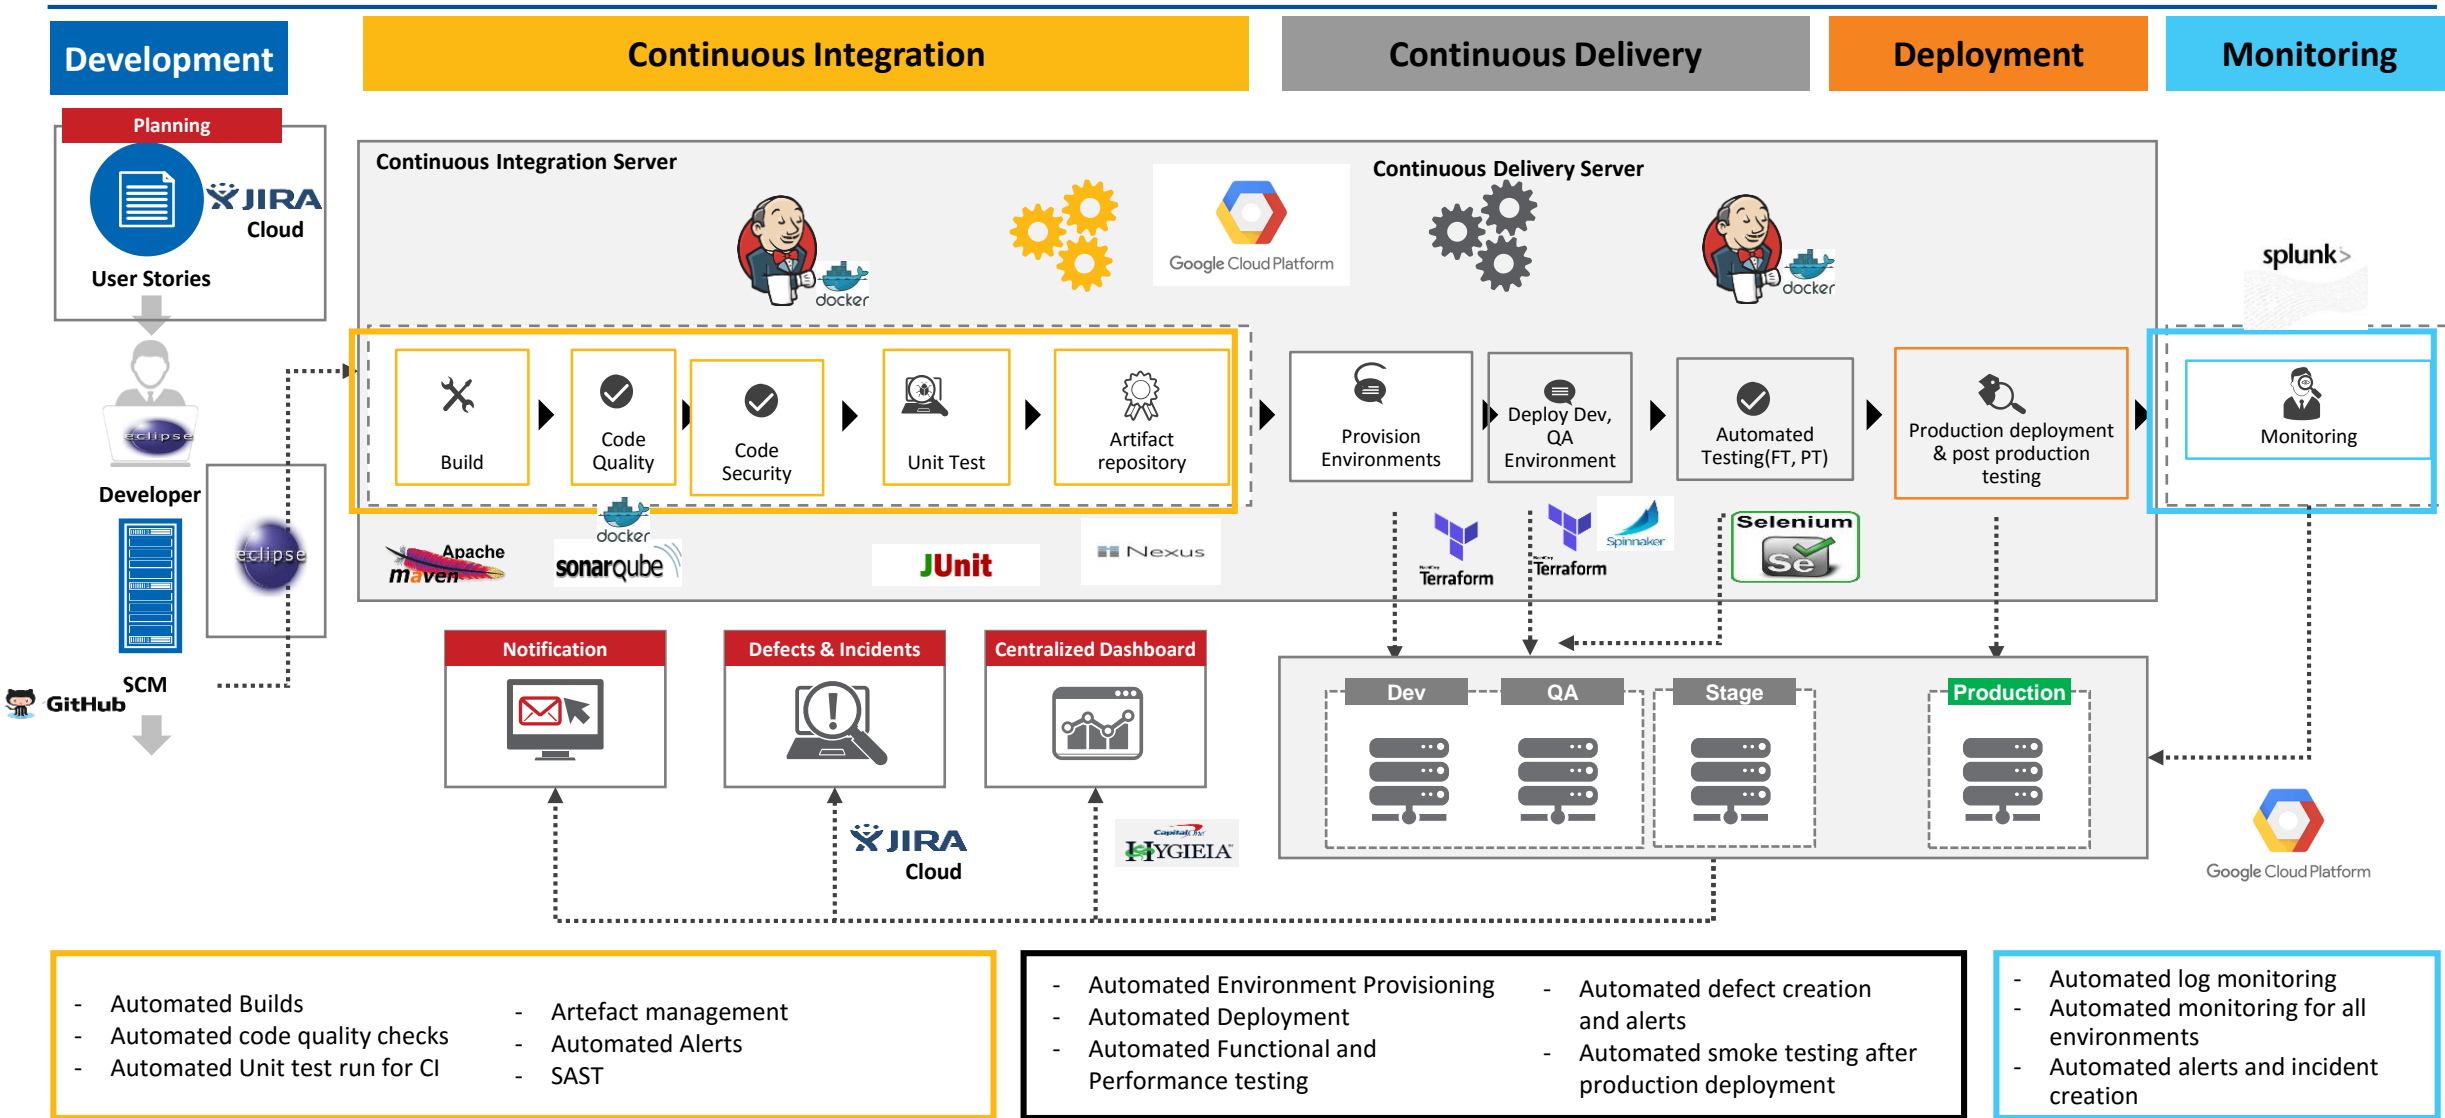 Development
Continuous Integration
Continuous Delivery
Deployment
Monitoring
Planning
JIRA
Cloud
User Stories
eclipse
Developer
eclipse
SCM
GitHub
Continuous Integration Server
docker
Google Cloud Platform
Continuous Delivery Server
docker
splunk>
Build
Code
Quality
Code
Security
Unit Test
Artifact
repository
Provision
Environments
Deploy Dev,
QA
Environment
Automated
Testing(FT, PT)
Production deployment
& post production
testing
Monitoring
Apache
maven
docker
sonarqube
JUnit
Nexus
Terraform
Terraform
Spinnaker
Selenium
Se
Notification
Defects & Incidents
Centralized Dashboard
JIRA
Cloud
CapitalOne
HYGIEIA
Dev
QA
Stage
Production
Google Cloud Platform
- Automated Builds
- Automated code quality checks
- Automated Unit test run for CI
- Artefact management
- Automated Alerts
- SAST
- Automated Environment Provisioning
- Automated Deployment
- Automated Functional and
Performance testing
- Automated defect creation
and alerts
- Automated smoke testing after
production deployment
- Automated log monitoring
- Automated monitoring for all
environments
- Automated alerts and incident
creation